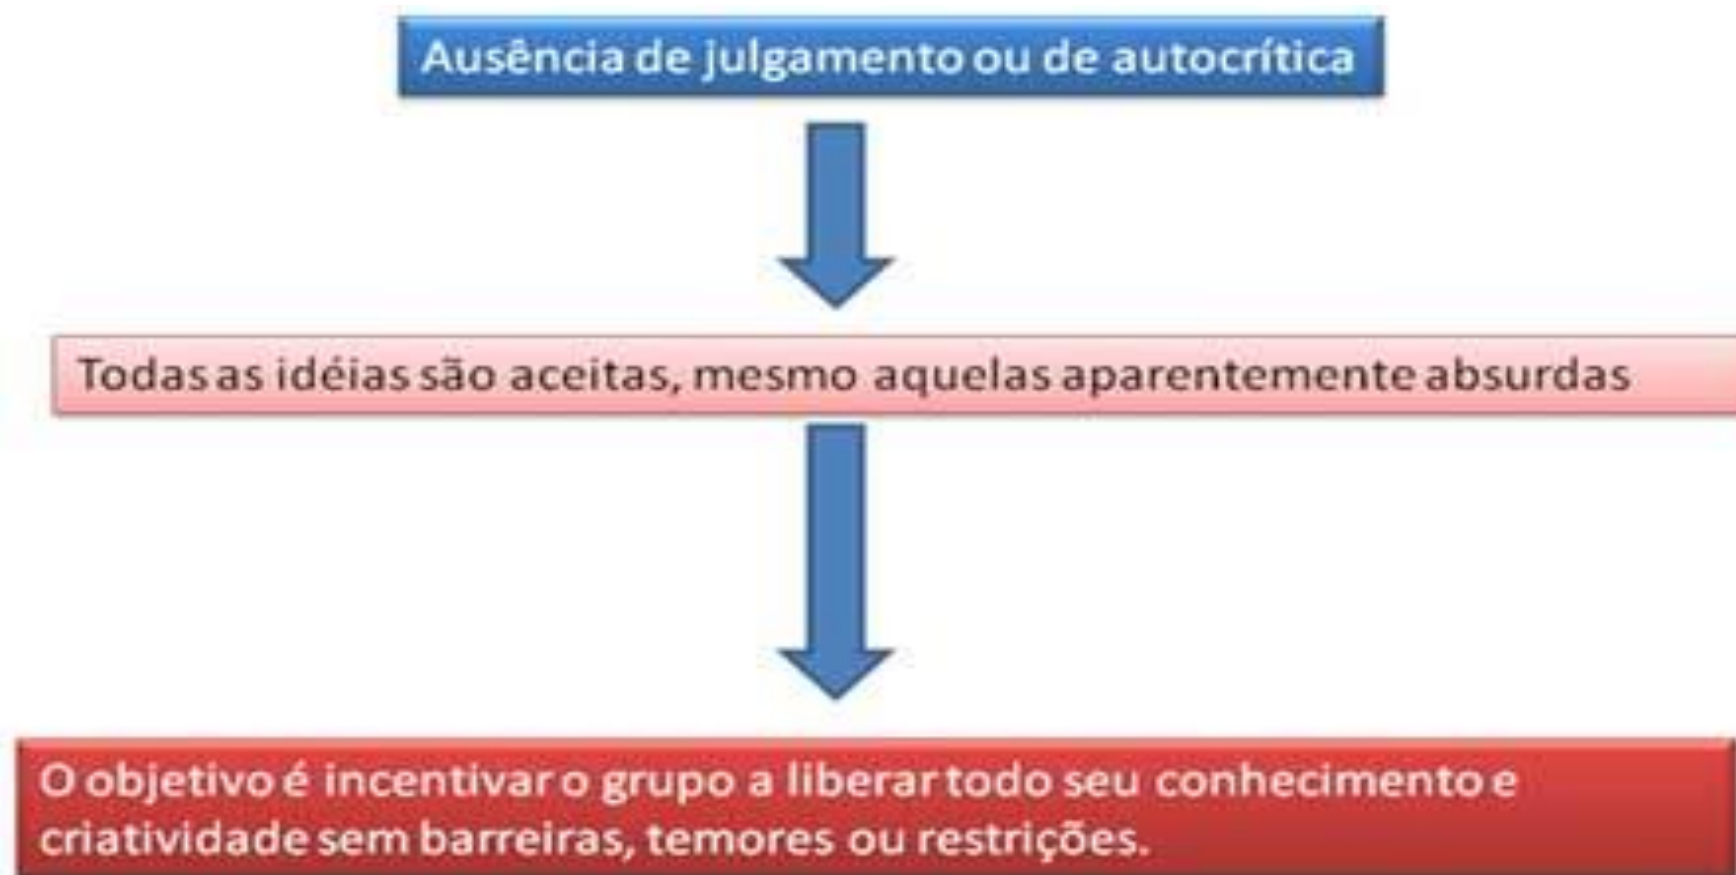 Ausência de julgamento ou de autocrítica
Todas as idéias são aceitas, mesmo aquelas aparentemente absurdas
O objetivo é incentivar o grupo a liberar todo seu conhecimento e
criatividade sem barreiras, temores ou restrições.